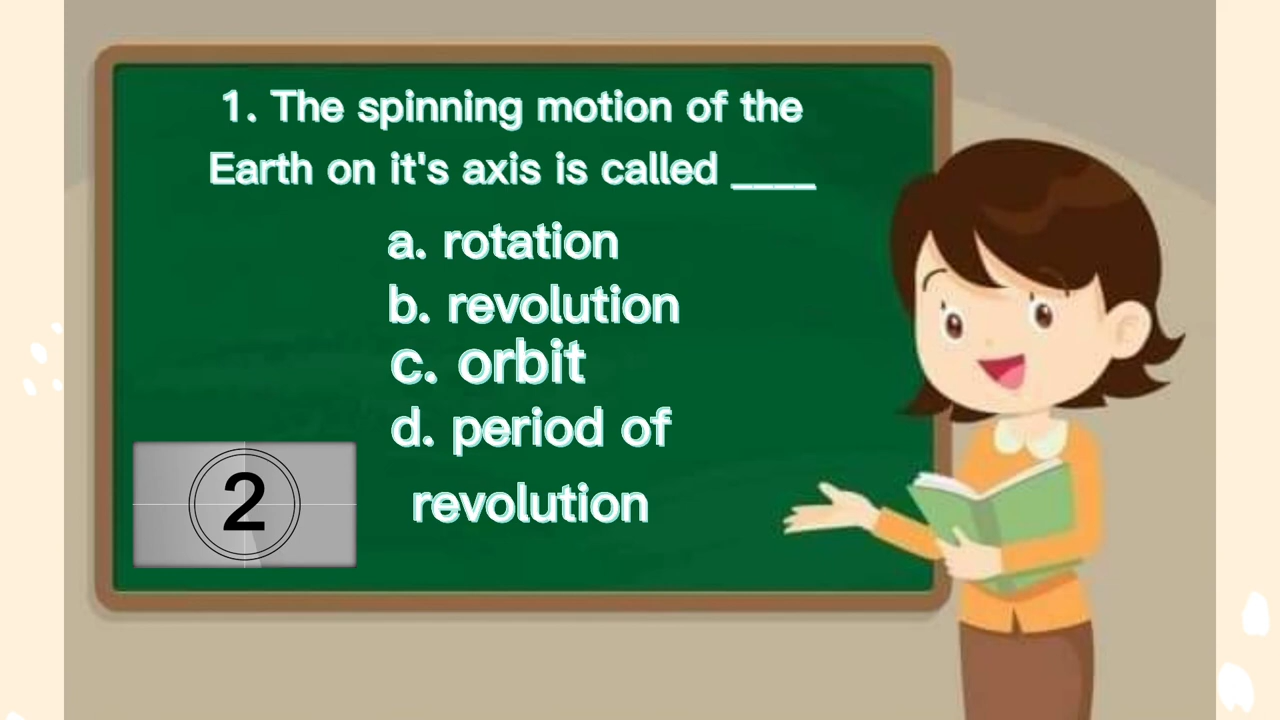 1. The spinning motion of the
Earth on it's axis is called ____
a. rotation
b. revolution
c. orbit
d. period of
revolution
2